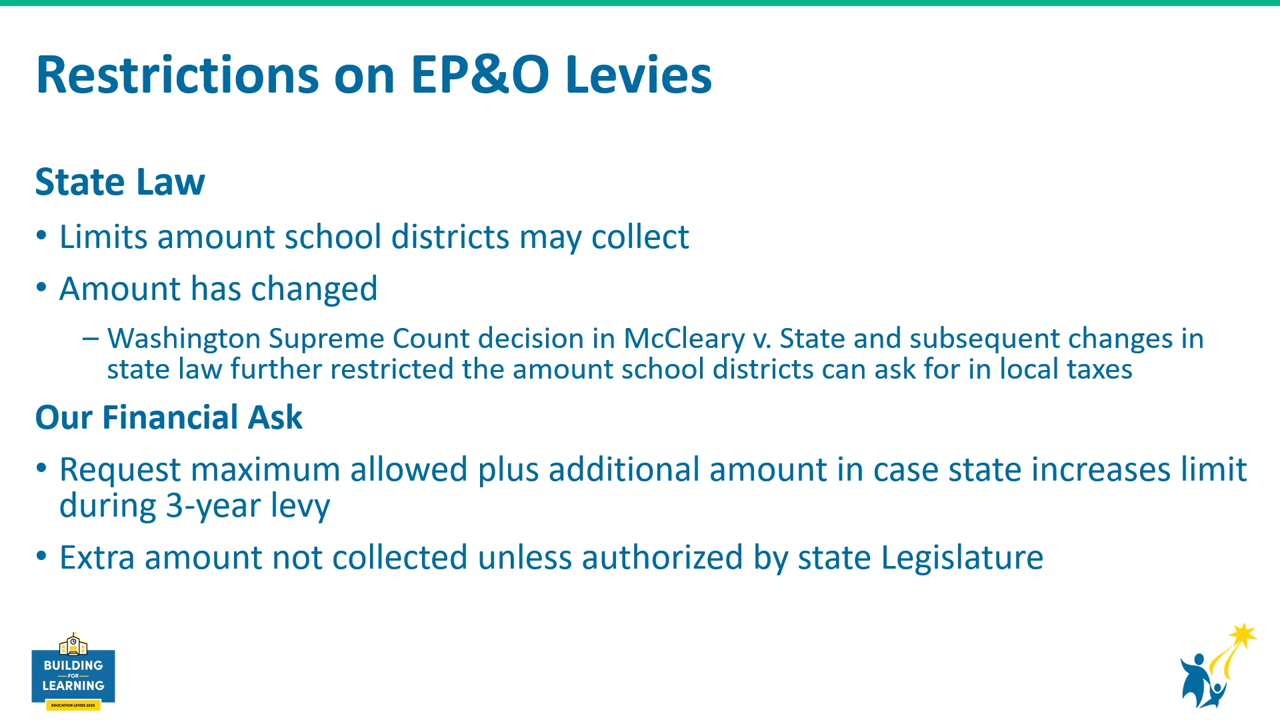 Restrictions on EP&O Levies
State Law
• Limits amount school districts may collect
• Amount has changed
– Washington Supreme Count decision in McCleary v. State and subsequent changes in
state law further restricted the amount school districts can ask for in local taxes
Our Financial Ask
• Request maximum allowed plus additional amount in case state increases limit
during 3-year levy
• Extra amount not collected unless authorized by state Legislature
BUILDING
FOR
LEARNING
EDUCATION LEVIES 2025